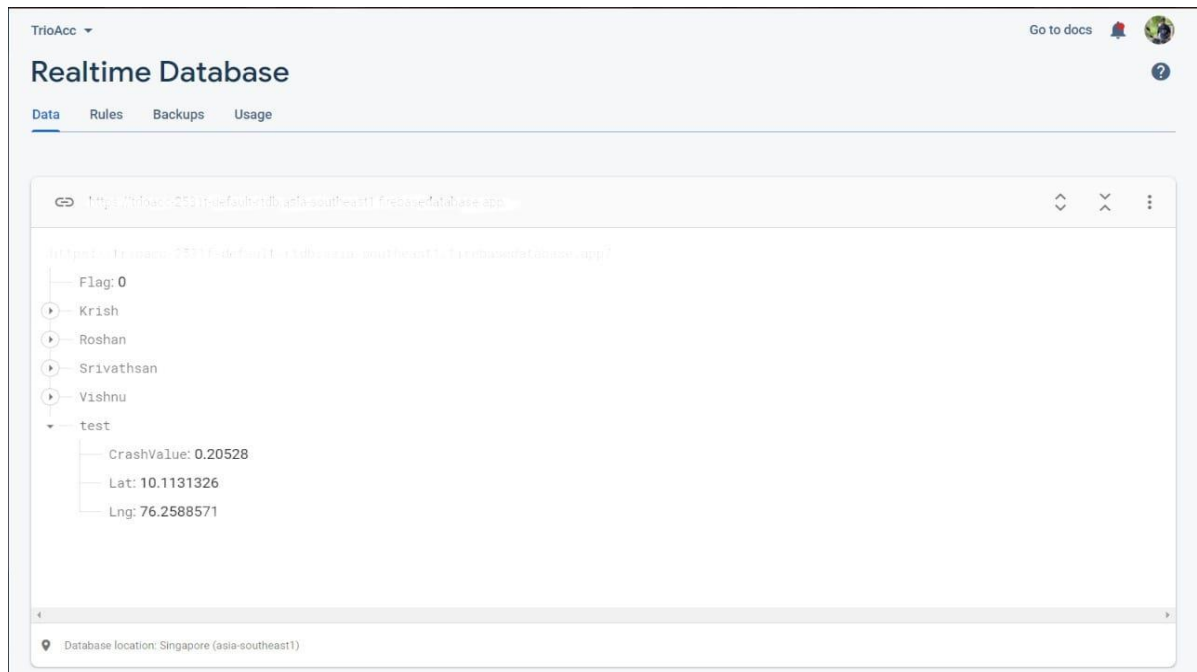 TrioAcc
Go to docs
Realtime Database
Data Rules Backups Usage
Flag: 0
Krish
Roshan
Srivathsan
Vishnu
test
CrashValue: 0.20528
Lat: 10.1131326
Lng: 76.2588571
Database location: Singapore (asia-southeast1)